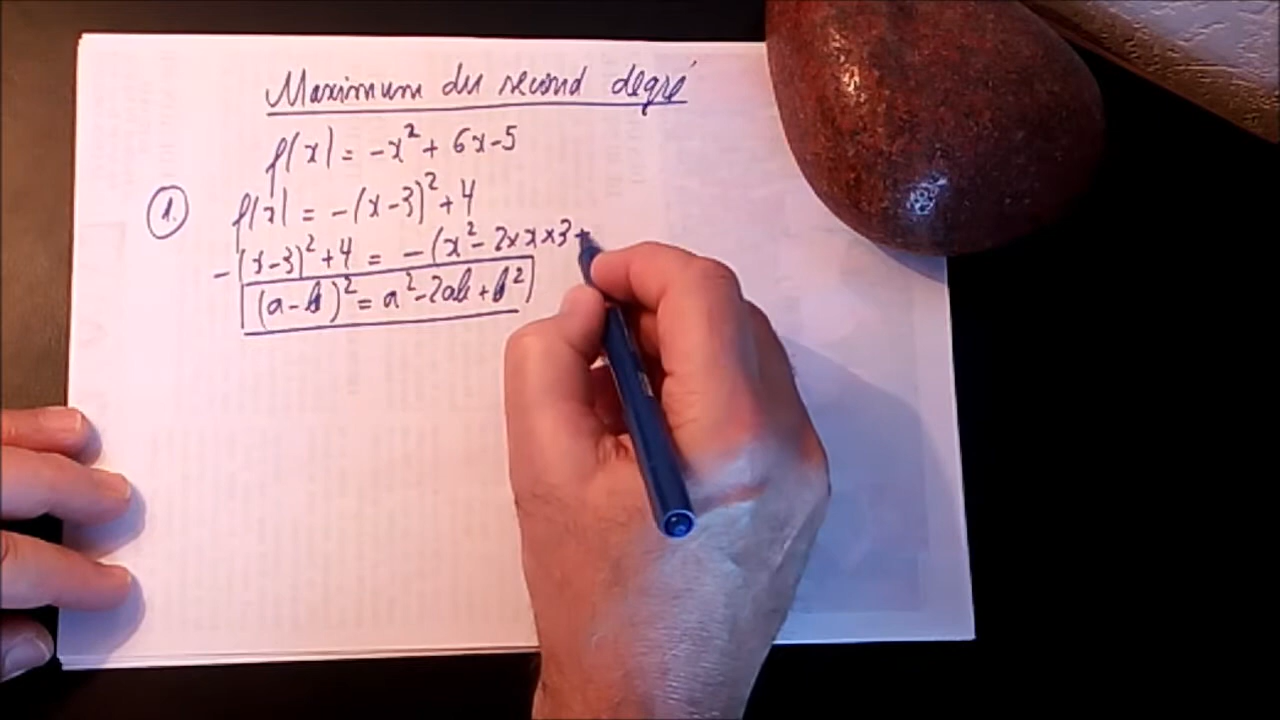 Maximum du second degré
f(x) = -x² + 6x - 5
1. f(x) = -(x-3)² + 4
-(x-3)² + 4 = -(x² - 2×x×3 +
(a-b)² = a² - 2ab + b²